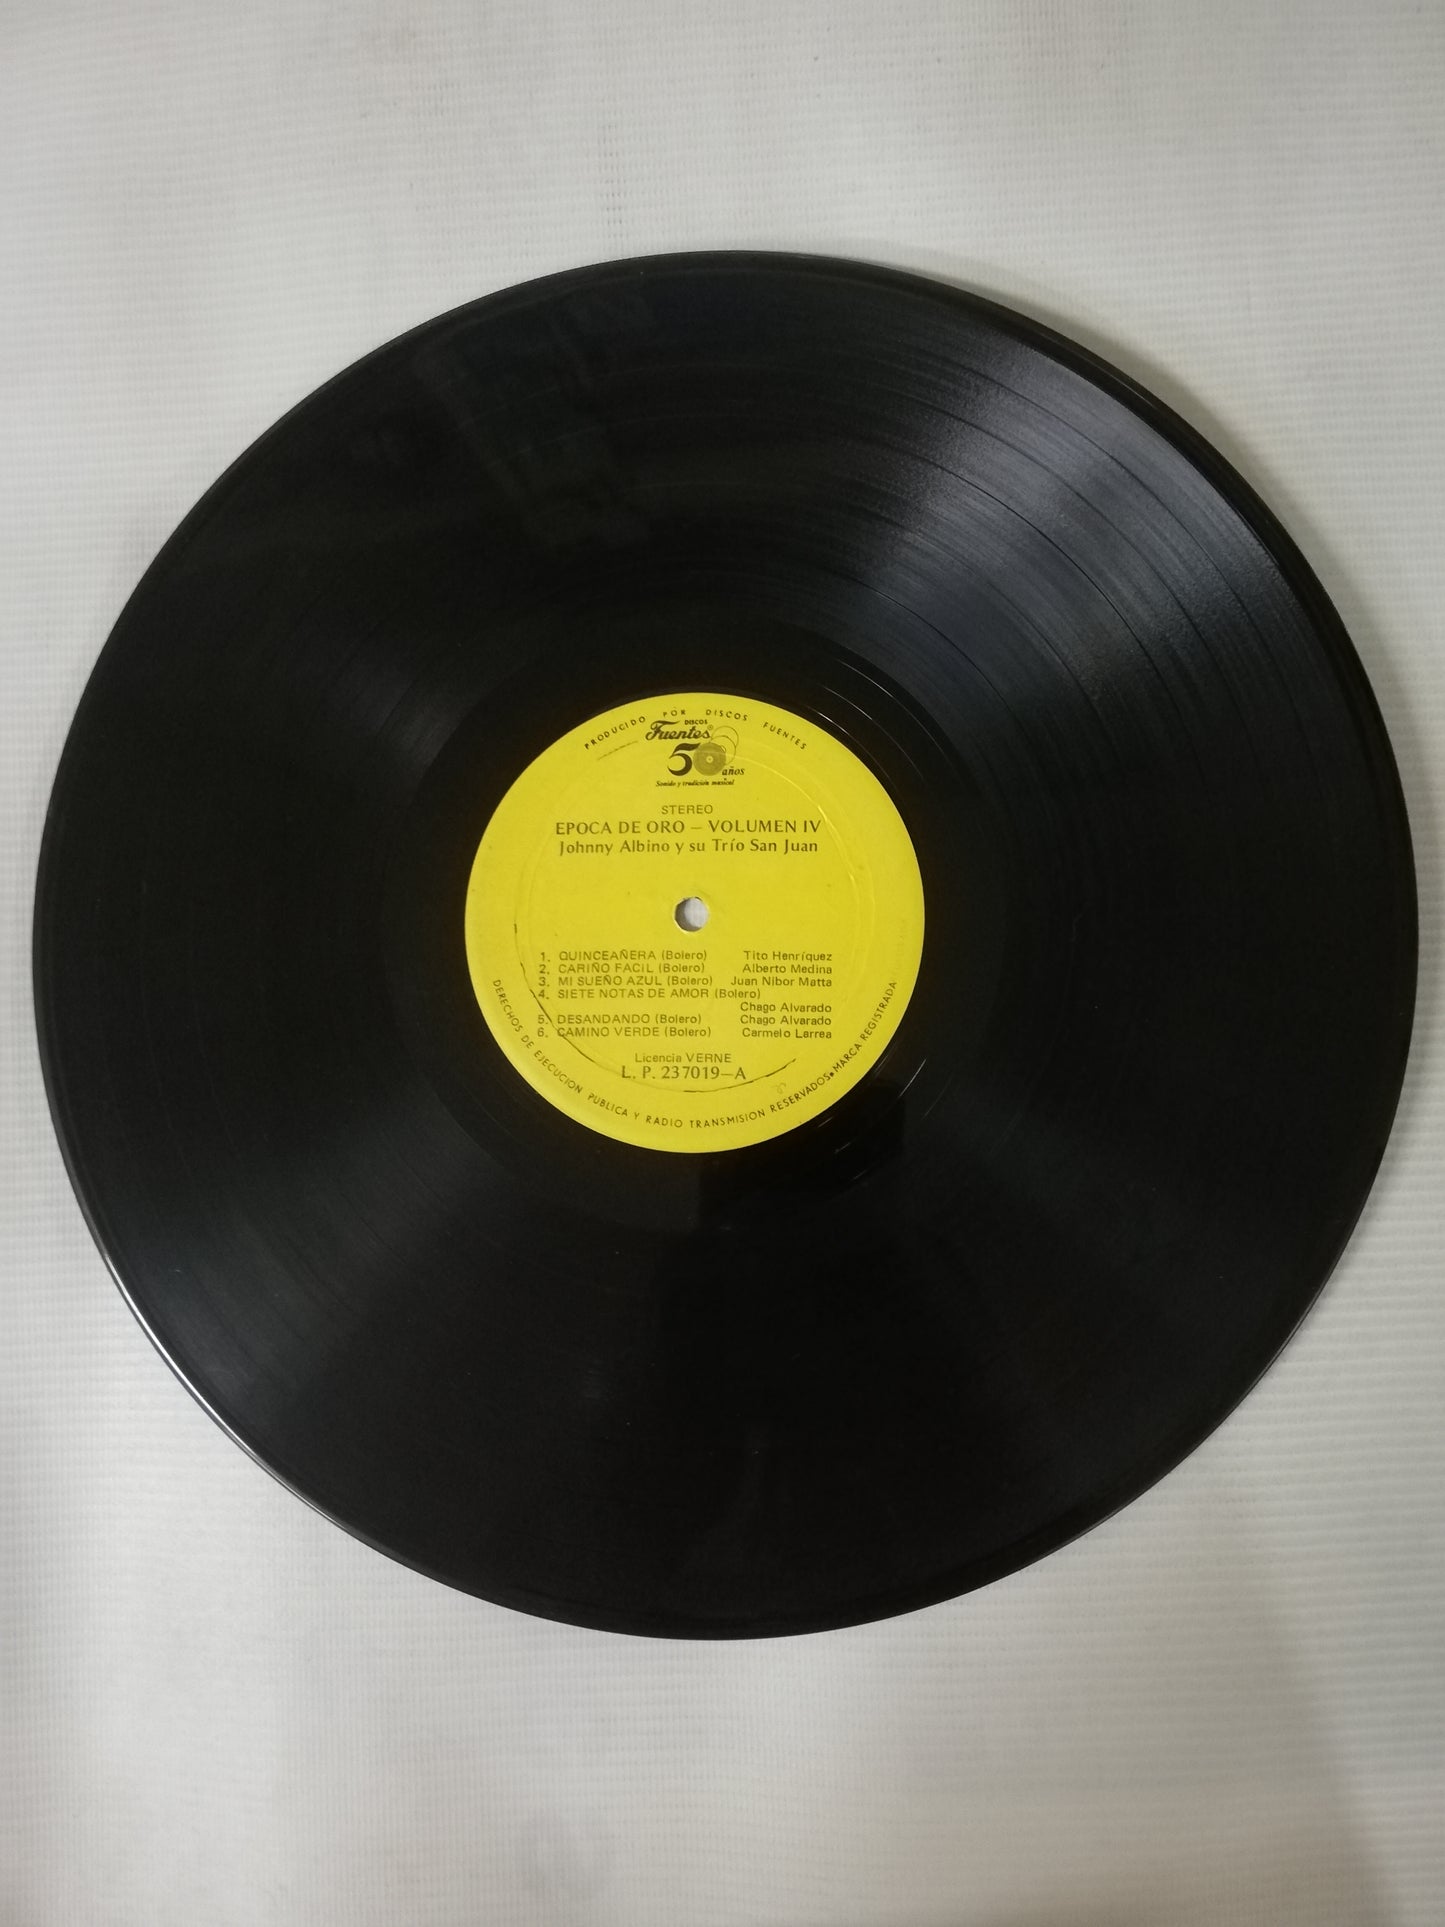 PRODUCIDO POR DISCOS FUENTES
DISCOS
Fuentes®
50 años
Sonido y tradición musical
STEREO
EPOCA DE ORO – VOLUMEN IV
Johnny Albino y su Trío San Juan
1. QUINCEAÑERA (Bolero) Tito Henríquez
2. CARIÑO FACIL (Bolero) Alberto Medina
3. MI SUEÑO AZUL (Bolero) Juan Nibor Matta
4. SIETE NOTAS DE AMOR (Bolero)
Chago Alvarado
5. DESANDANDO (Bolero) Chago Alvarado
6. CAMINO VERDE (Bolero) Carmelo Larrea
Licencia VERNE
L. P. 237019–A
DERECHOS DE EJECUCION PUBLICA Y RADIO TRANSMISION RESERVADOS • MARCA REGISTRADA